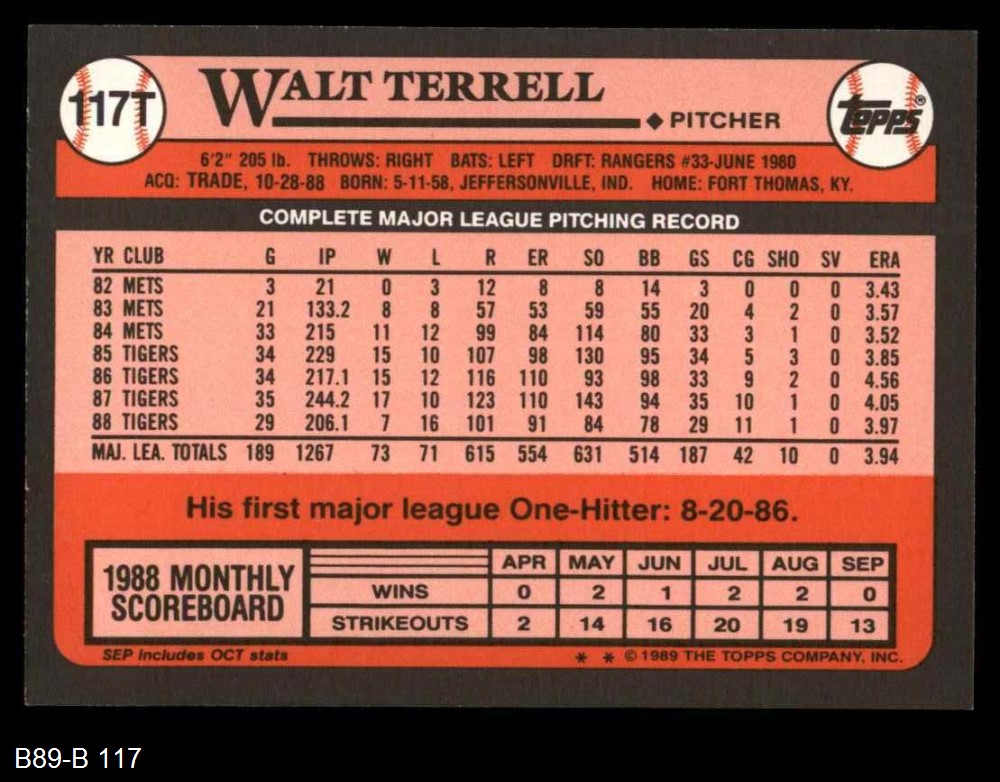 117T
WALT TERRELL
◆ PITCHER
Topps®
6'2" 205 lb. THROWS: RIGHT BATS: LEFT DRFT: RANGERS #33-JUNE 1980
ACQ: TRADE, 10-28-88 BORN: 5-11-58, JEFFERSONVILLE, IND. HOME: FORT THOMAS, KY.
COMPLETE MAJOR LEAGUE PITCHING RECORD
YR CLUB G IP W L R ER SO BB GS CG SHO SV ERA
82 METS 3 21 0 3 12 8 8 14 3 0 0 0 3.43
83 METS 21 133.2 8 8 57 53 59 55 20 4 2 0 3.57
84 METS 33 215 11 12 99 84 114 80 33 3 1 0 3.52
85 TIGERS 34 229 15 10 107 98 130 95 34 5 3 0 3.85
86 TIGERS 34 217.1 15 12 116 110 93 98 33 9 2 0 4.56
87 TIGERS 35 244.2 17 10 123 110 143 94 35 10 1 0 4.05
88 TIGERS 29 206.1 7 16 101 91 84 78 29 11 1 0 3.97
MAJ. LEA. TOTALS 189 1267 73 71 615 554 631 514 187 42 10 0 3.94
His first major league One-Hitter: 8-20-86.
1988 MONTHLY SCOREBOARD
APR MAY JUN JUL AUG SEP
WINS 0 2 1 2 2 0
STRIKEOUTS 2 14 16 20 19 13
SEP includes OCT stats
* * © 1989 THE TOPPS COMPANY, INC.
B89-B 117